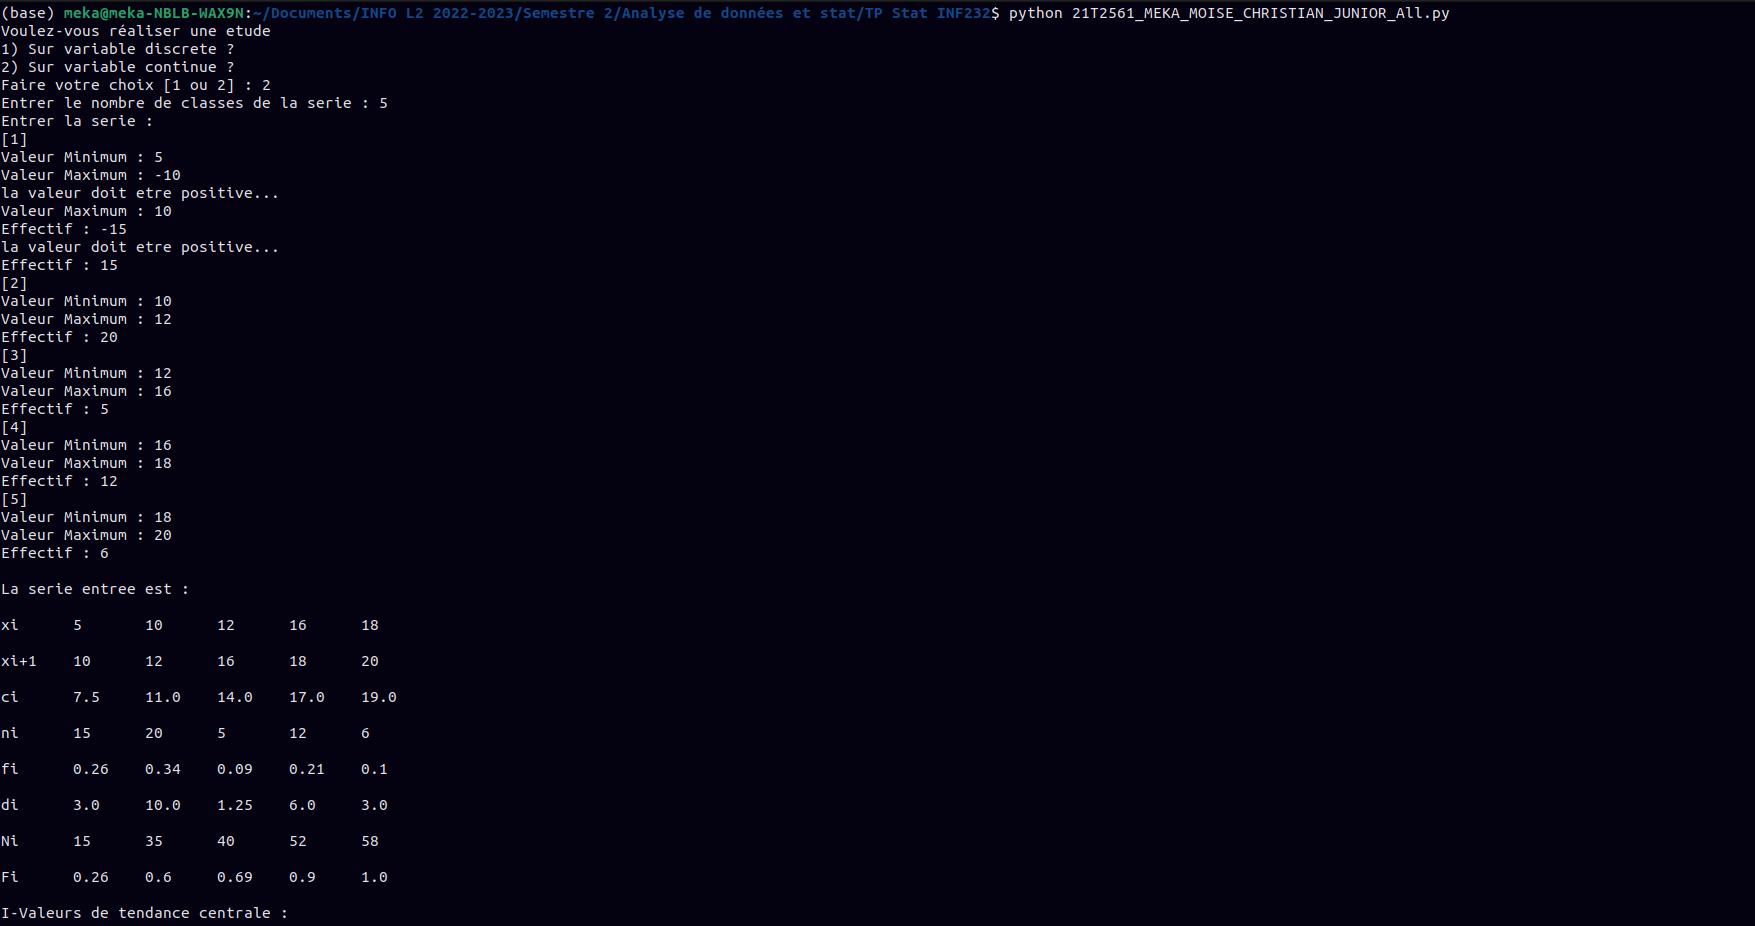 (base) meka@meka-NBLB-WAX9N:~/Documents/INFO L2 2022-2023/Semestre 2/Analyse de données et stat/TP Stat INF232$ python 21T2561_MEKA_MOISE_CHRISTIAN_JUNIOR_All.py
Voulez-vous réaliser une etude
1) Sur variable discrete ?
2) Sur variable continue ?
Faire votre choix [1 ou 2] : 2
Entrer le nombre de classes de la serie : 5
Entrer la serie :
[1]
Valeur Minimum : 5
Valeur Maximum : -10
la valeur doit etre positive...
Valeur Maximum : 10
Effectif : -15
la valeur doit etre positive...
Effectif : 15
[2]
Valeur Minimum : 10
Valeur Maximum : 12
Effectif : 20
[3]
Valeur Minimum : 12
Valeur Maximum : 16
Effectif : 5
[4]
Valeur Minimum : 16
Valeur Maximum : 18
Effectif : 12
[5]
Valeur Minimum : 18
Valeur Maximum : 20
Effectif : 6
La serie entree est :
xi 5 10 12 16 18
xi+1 10 12 16 18 20
ci 7.5 11.0 14.0 17.0 19.0
ni 15 20 5 12 6
fi 0.26 0.34 0.09 0.21 0.1
di 3.0 10.0 1.25 6.0 3.0
Ni 15 35 40 52 58
Fi 0.26 0.6 0.69 0.9 1.0
I-Valeurs de tendance centrale :